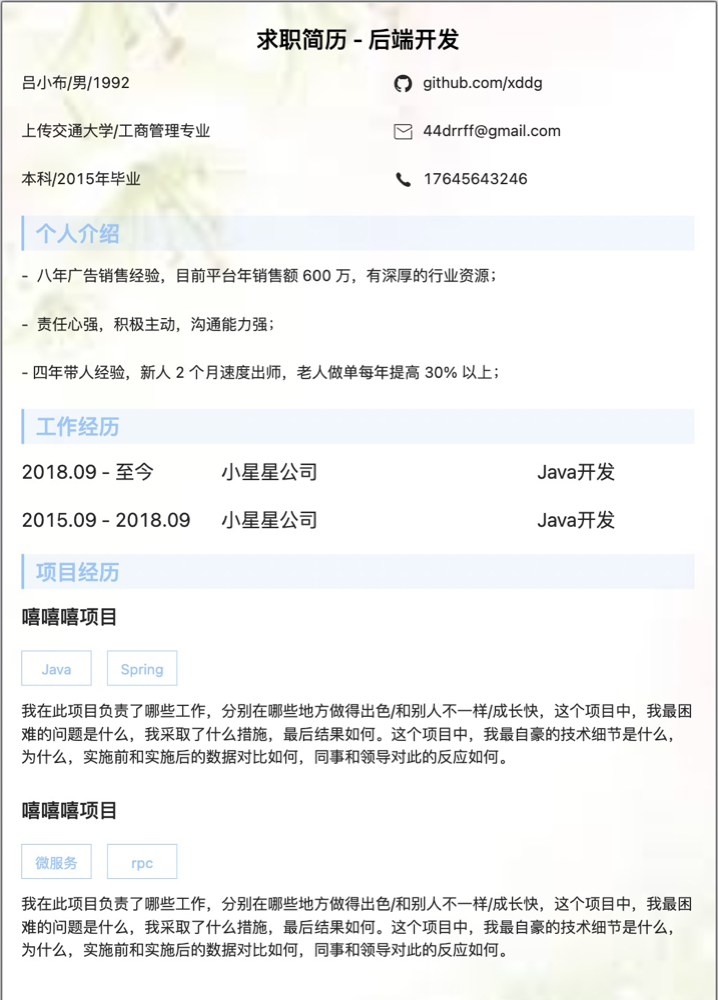 求职简历 - 后端开发
吕小布/男/1992
github.com/xddg
上传交通大学/工商管理专业
44drrff@gmail.com
本科/2015年毕业
17645643246
个人介绍
- 八年广告销售经验，目前平台年销售额 600 万，有深厚的行业资源；
- 责任心强，积极主动，沟通能力强；
- 四年带人经验，新人 2 个月速度出师，老人做单每年提高 30% 以上；
工作经历
2018.09 - 至今 小星星公司 Java开发
2015.09 - 2018.09 小星星公司 Java开发
项目经历
嘻嘻嘻项目
Java Spring
我在此项目负责了哪些工作，分别在哪些地方做得出色/和别人不一样/成长快，这个项目中，我最困
难的问题是什么，我采取了什么措施，最后结果如何。这个项目中，我最自豪的技术细节是什么，
为什么，实施前和实施后的数据对比如何，同事和领导对此的反应如何。
嘻嘻嘻项目
微服务 rpc
我在此项目负责了哪些工作，分别在哪些地方做得出色/和别人不一样/成长快，这个项目中，我最困
难的问题是什么，我采取了什么措施，最后结果如何。这个项目中，我最自豪的技术细节是什么，
为什么，实施前和实施后的数据对比如何，同事和领导对此的反应如何。